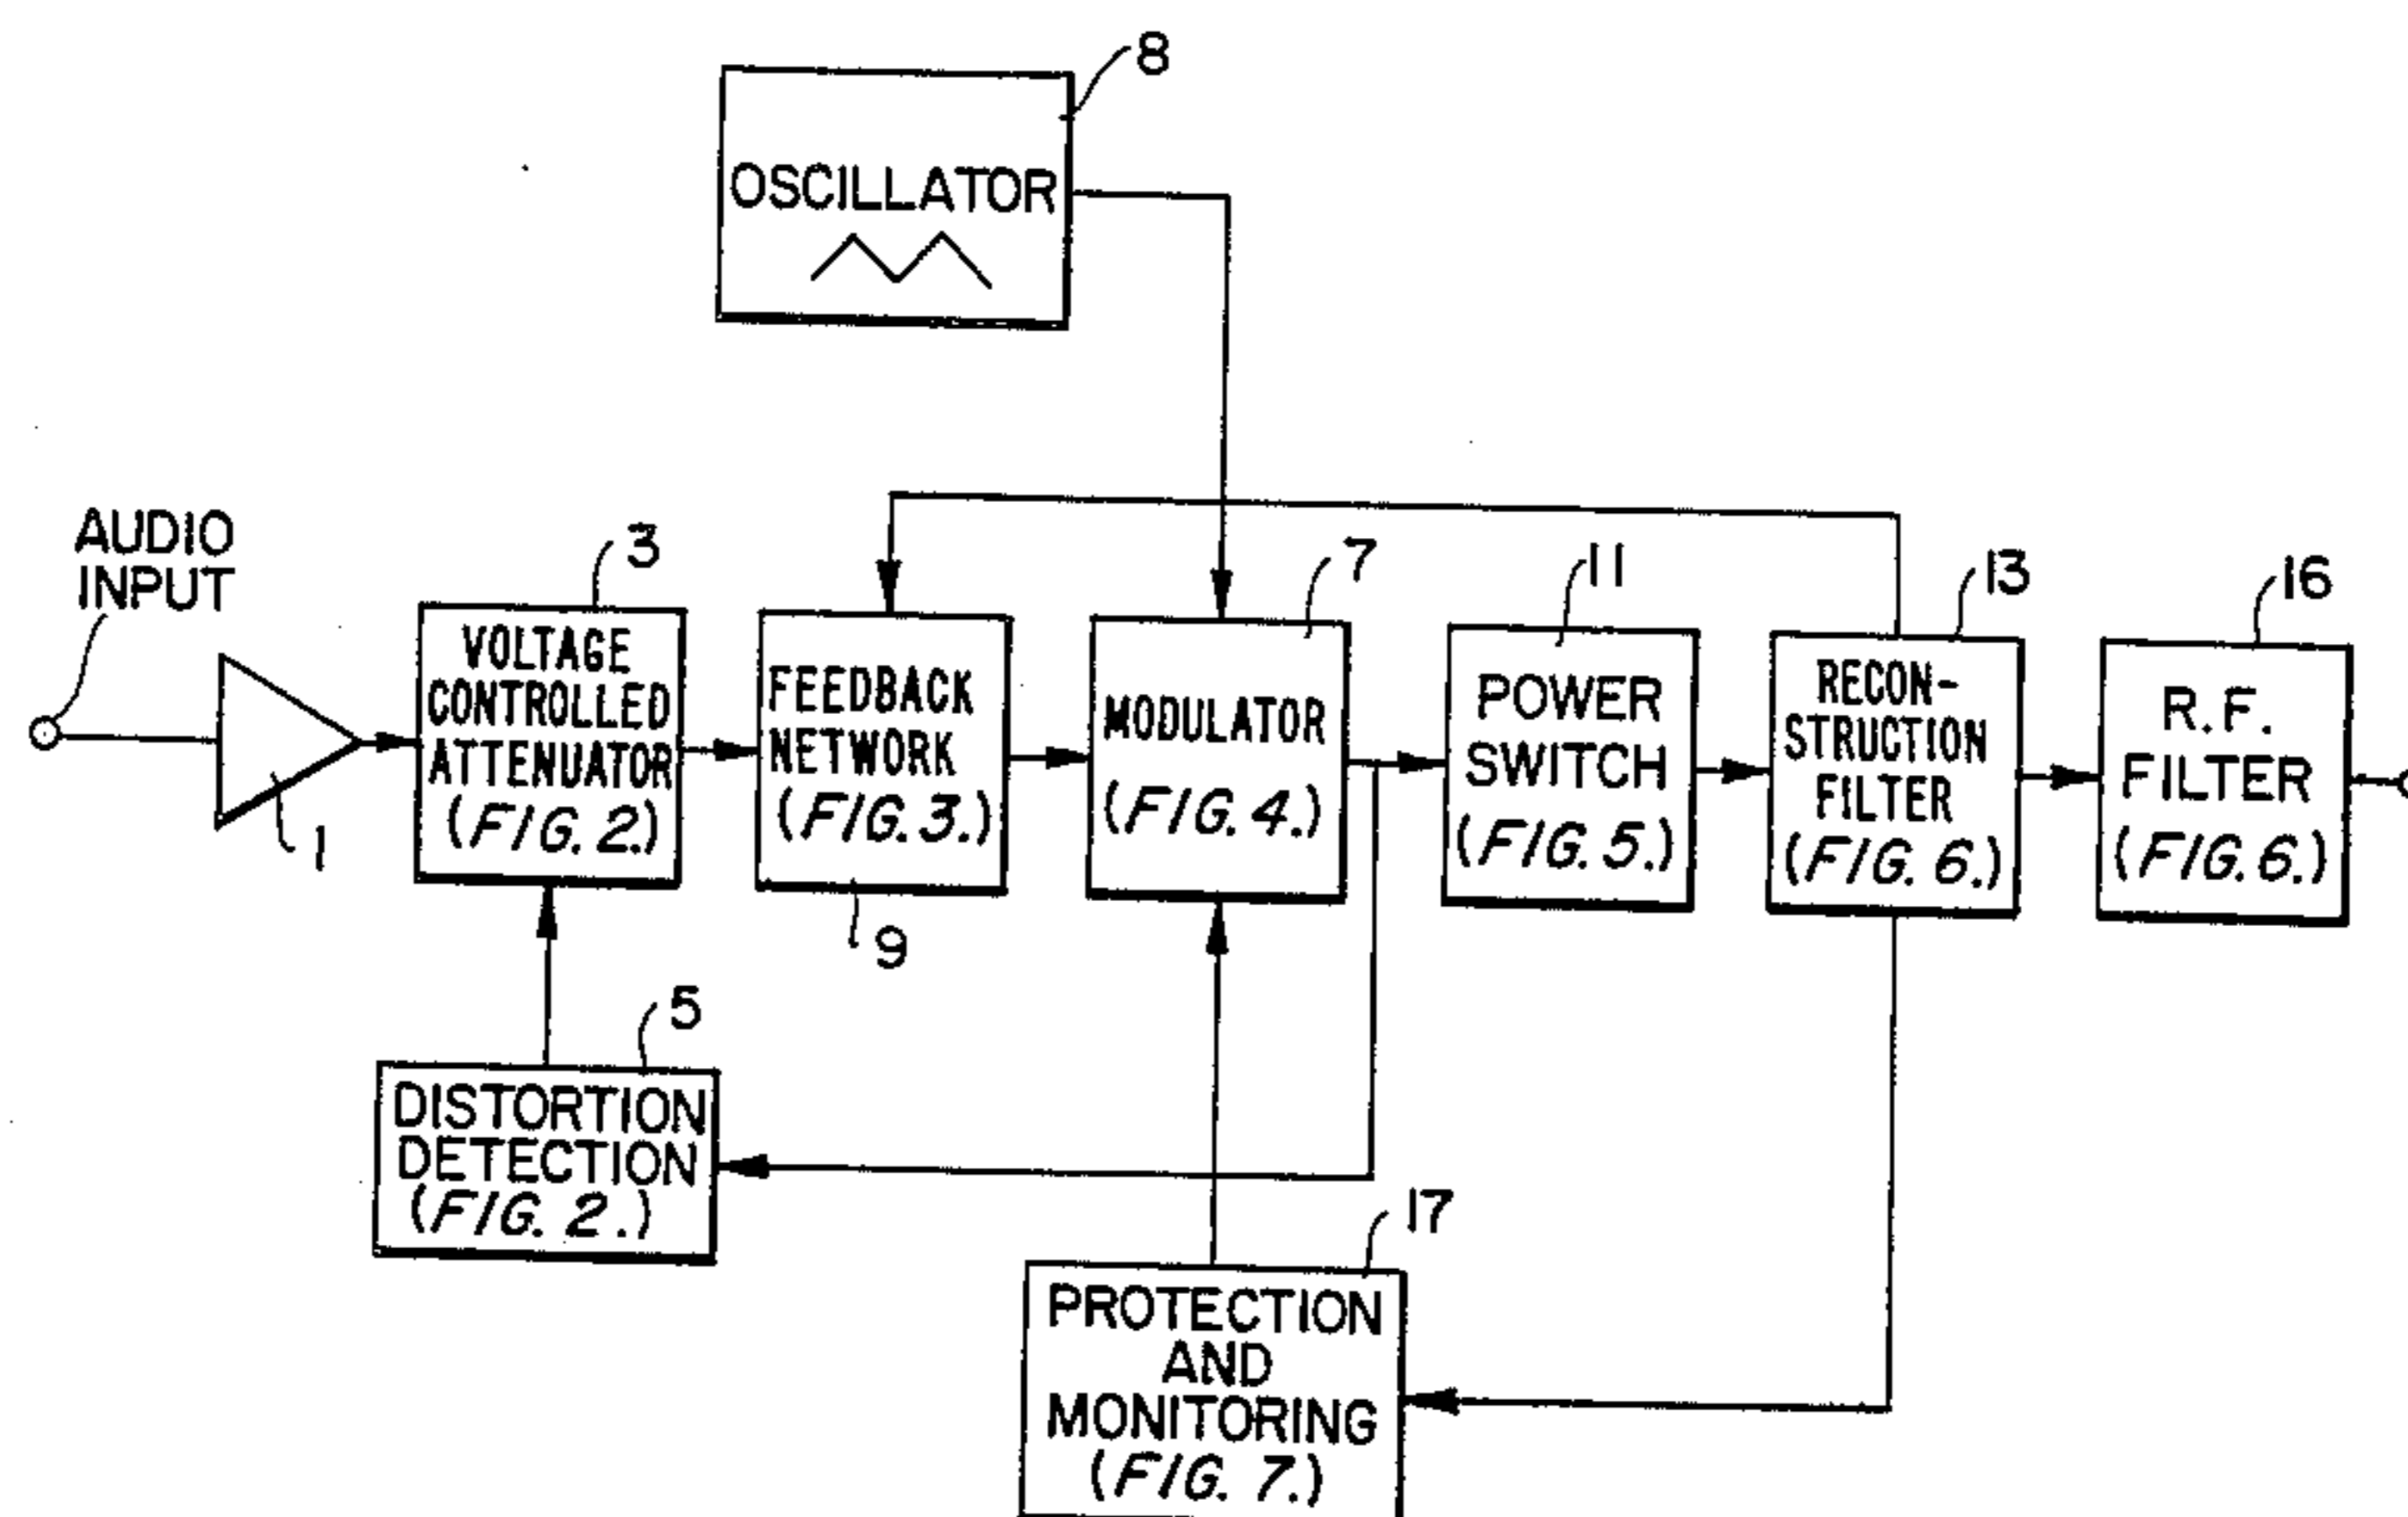 8
OSCILLATOR
AUDIO
INPUT
1
3
VOLTAGE
CONTROLLED
ATTENUATOR
(FIG. 2.)
FEEDBACK
NETWORK
(FIG. 3.)
9
7
MODULATOR
(FIG. 4.)
11
POWER
SWITCH
(FIG. 5.)
13
RECON-
STRUCTION
FILTER
(FIG. 6.)
16
R.F.
FILTER
(FIG. 6.)
5
DISTORTION
DETECTION
(FIG. 2.)
17
PROTECTION
AND
MONITORING
(FIG. 7.)